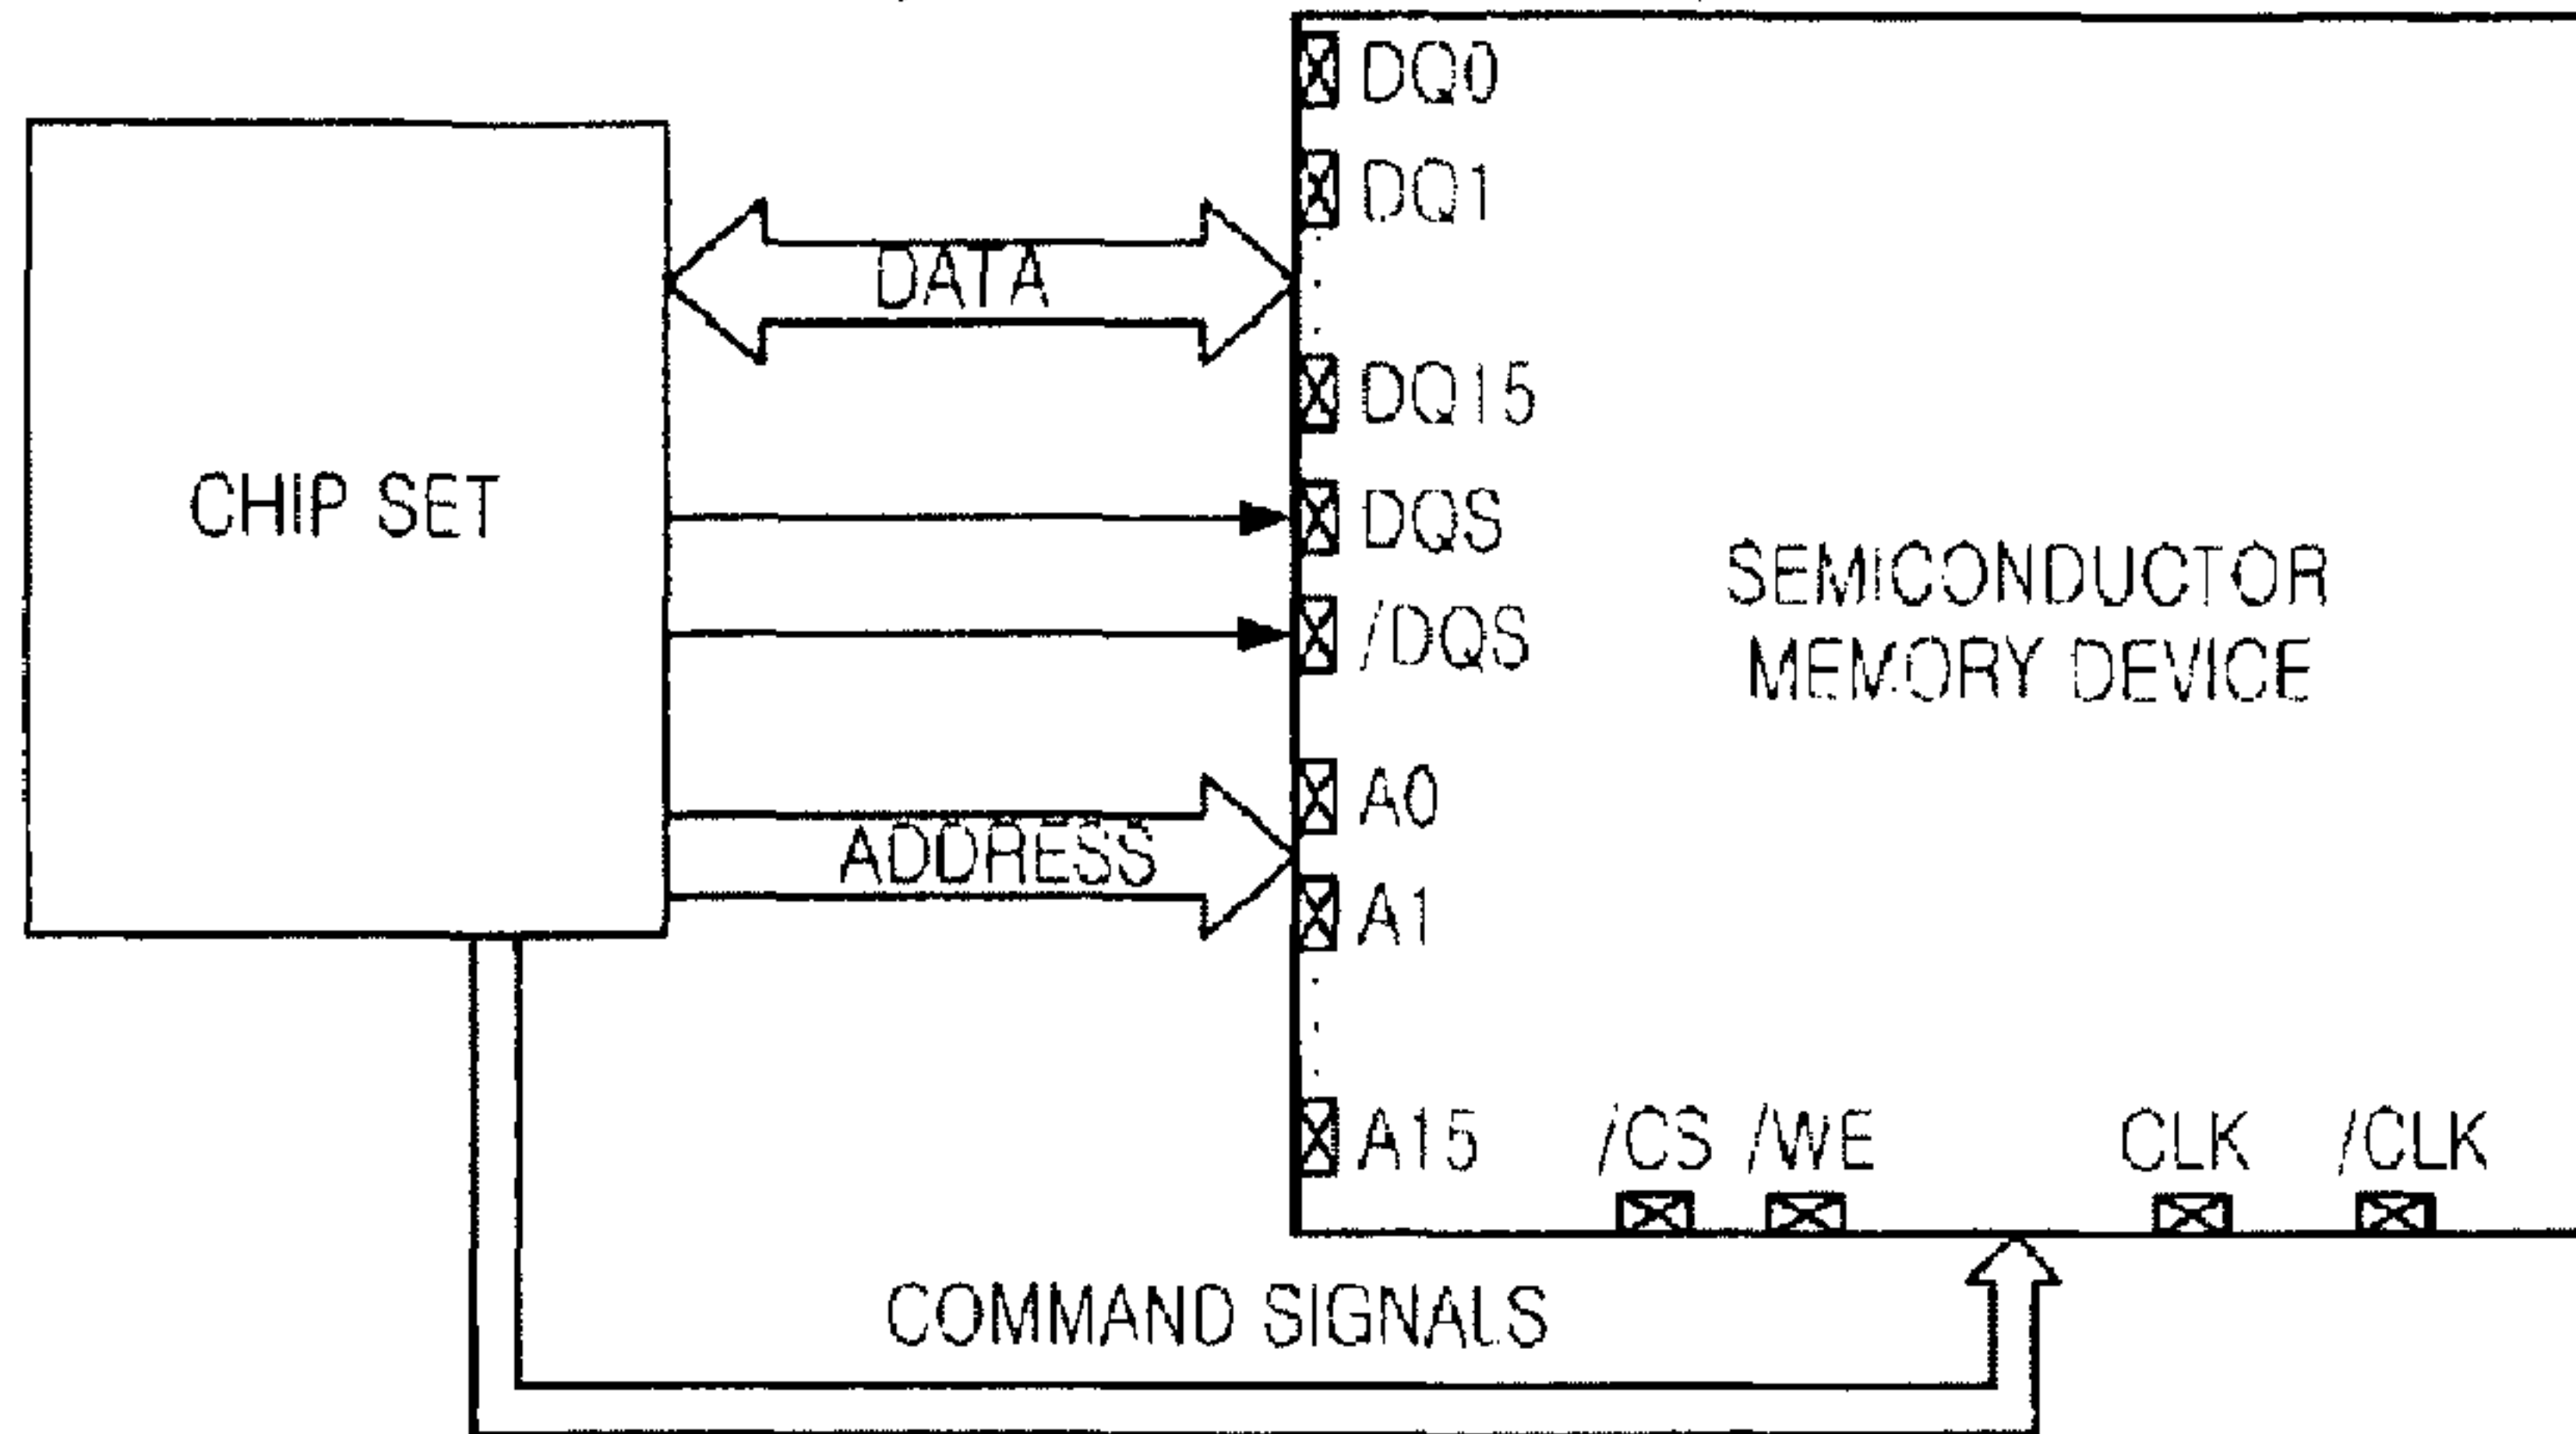 DQ0
DQ1
DATA
DQ15
CHIP SET
DQS
/DQS
SEMICONDUCTOR
MEMORY DEVICE
A0
ADDRESS
A1
A15
/CS /WE CLK /CLK
COMMAND SIGNALS